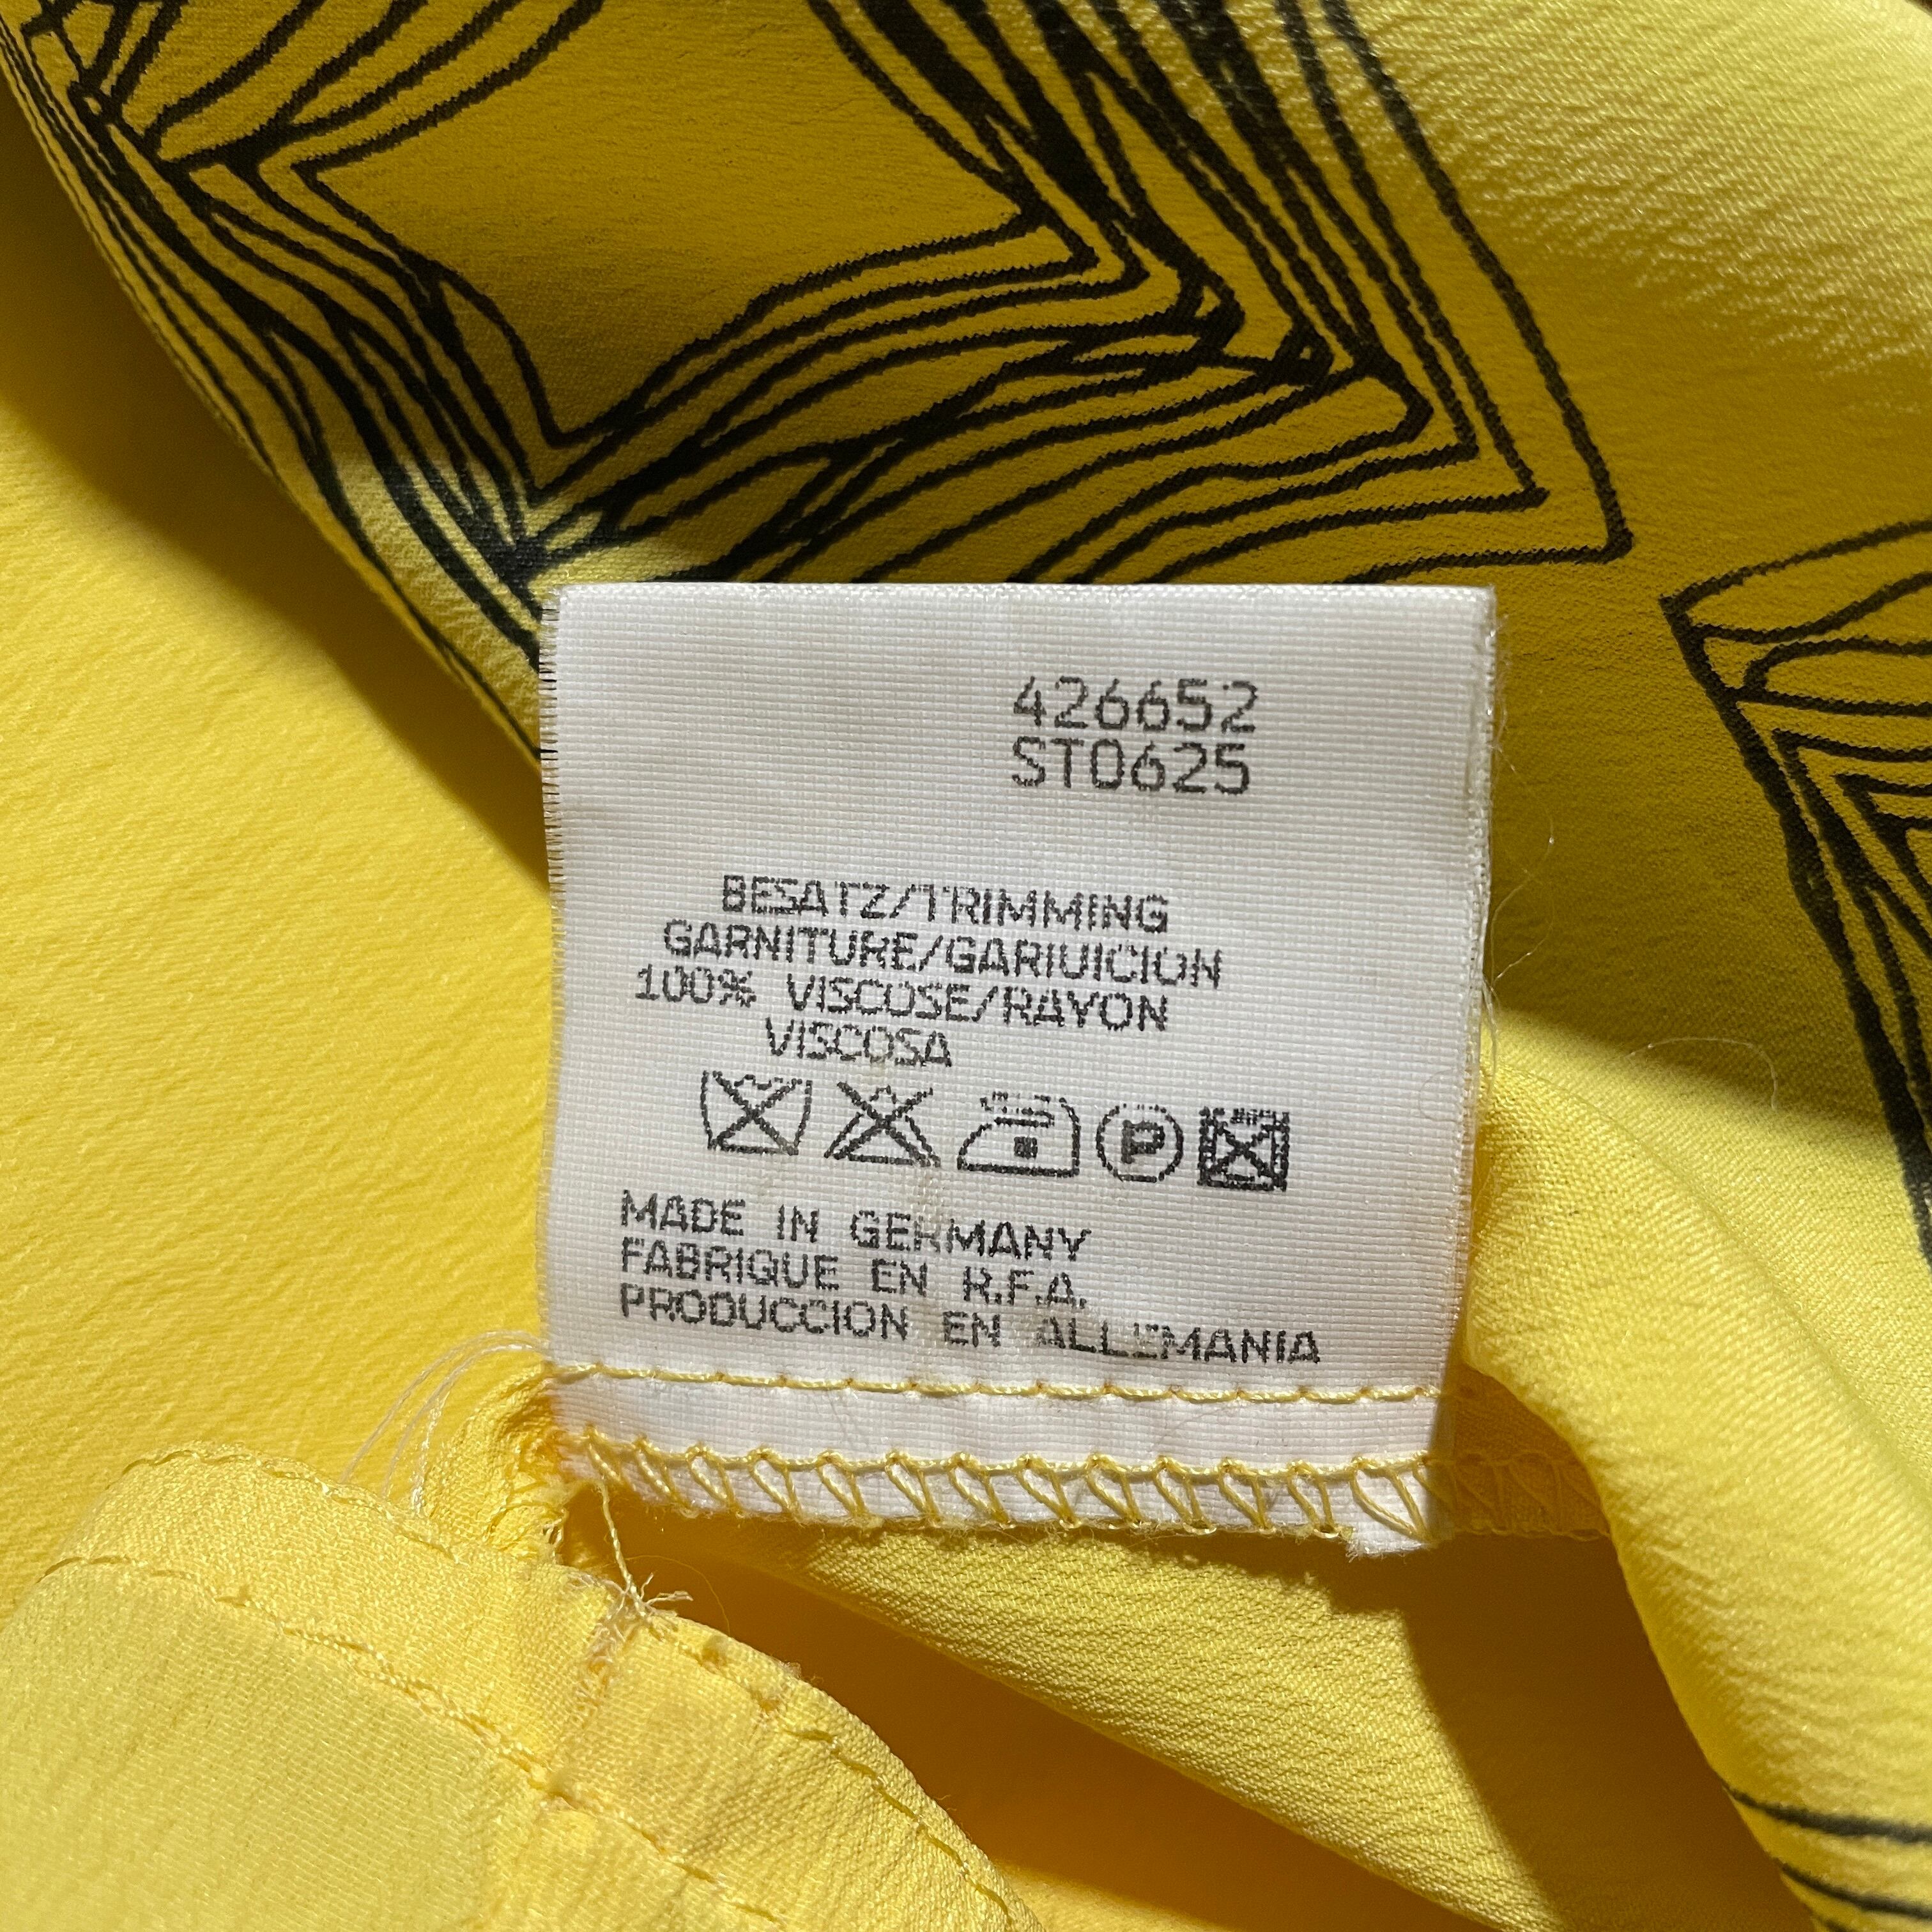 426652
ST0625
BESATZ/TRIMMING
GARNITURE/GARIUICION
100% VISCOSE/RAYON
VISCOSA
P
MADE IN GERMANY
FABRIQUE EN R.F.A.
PRODUCCION EN ALLEMANIA